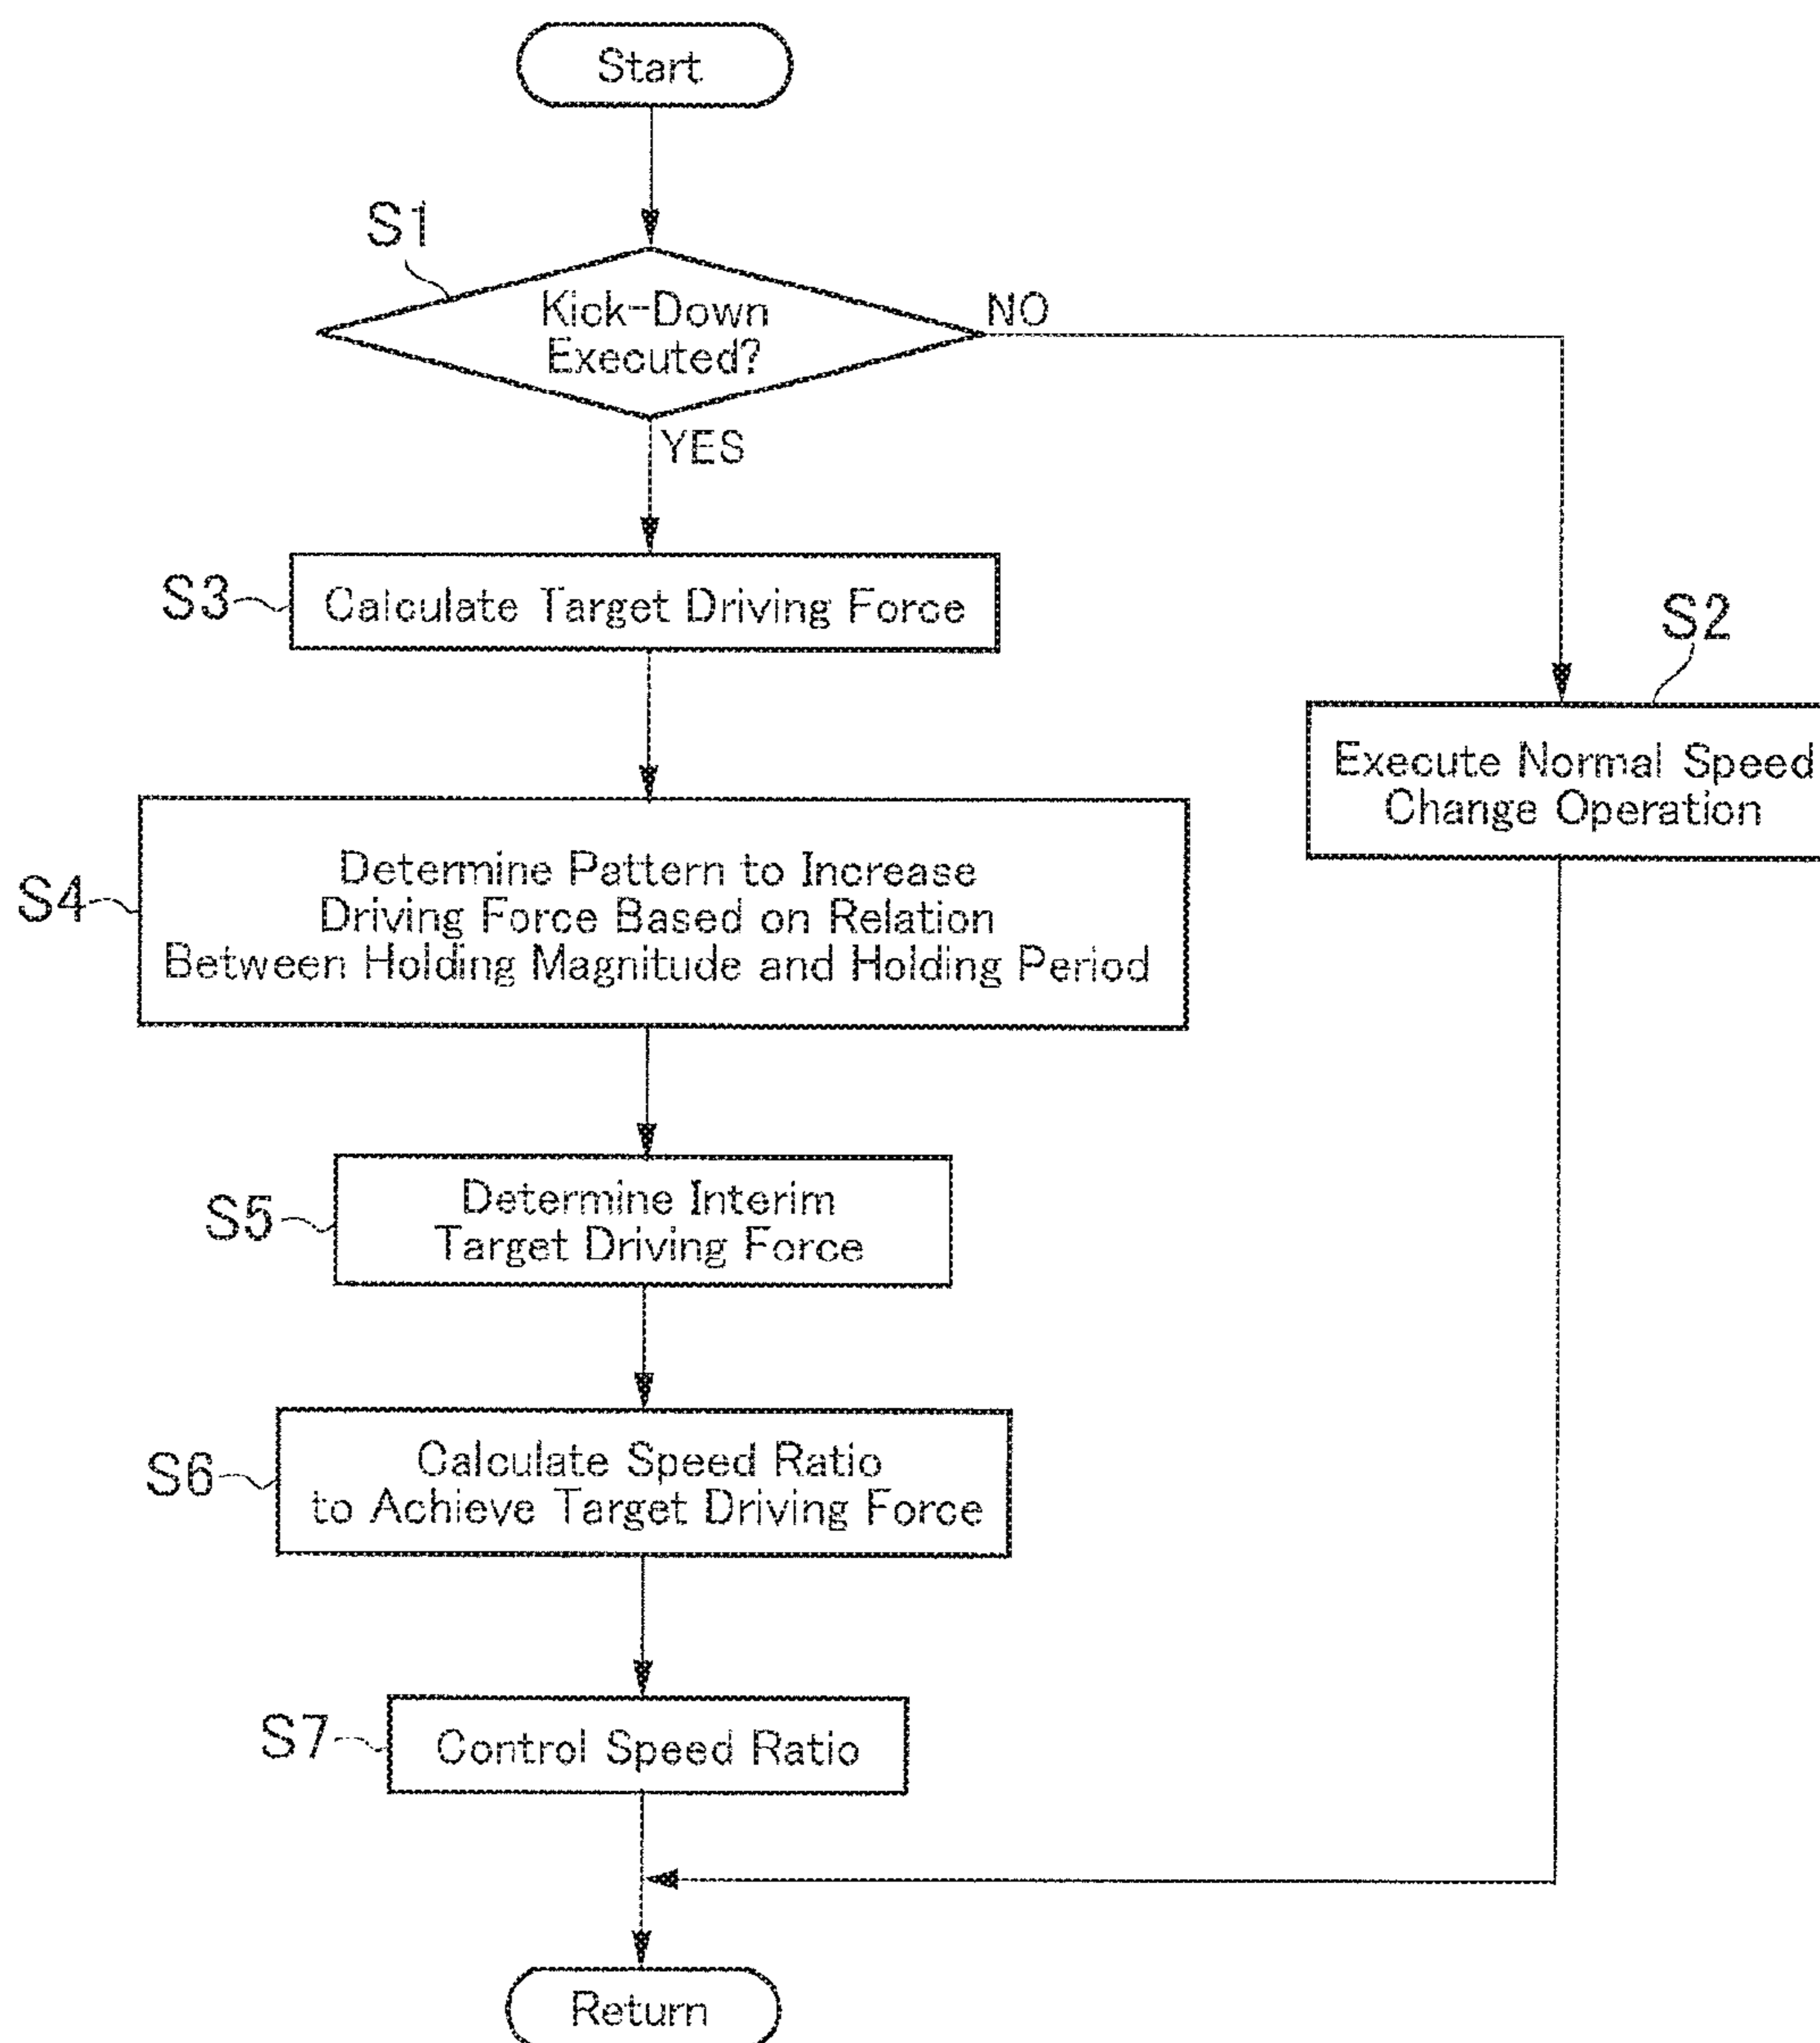 Start
S1
Kick-Down
Executed?
NO
YES
S3
Calculate Target Driving Force
S2
Execute Normal Speed
Change Operation
S4
Determine Pattern to Increase
Driving Force Based on Relation
Between Holding Magnitude and Holding Period
S5
Determine Interim
Target Driving Force
S6
Calculate Speed Ratio
to Achieve Target Driving Force
S7
Control Speed Ratio
Return